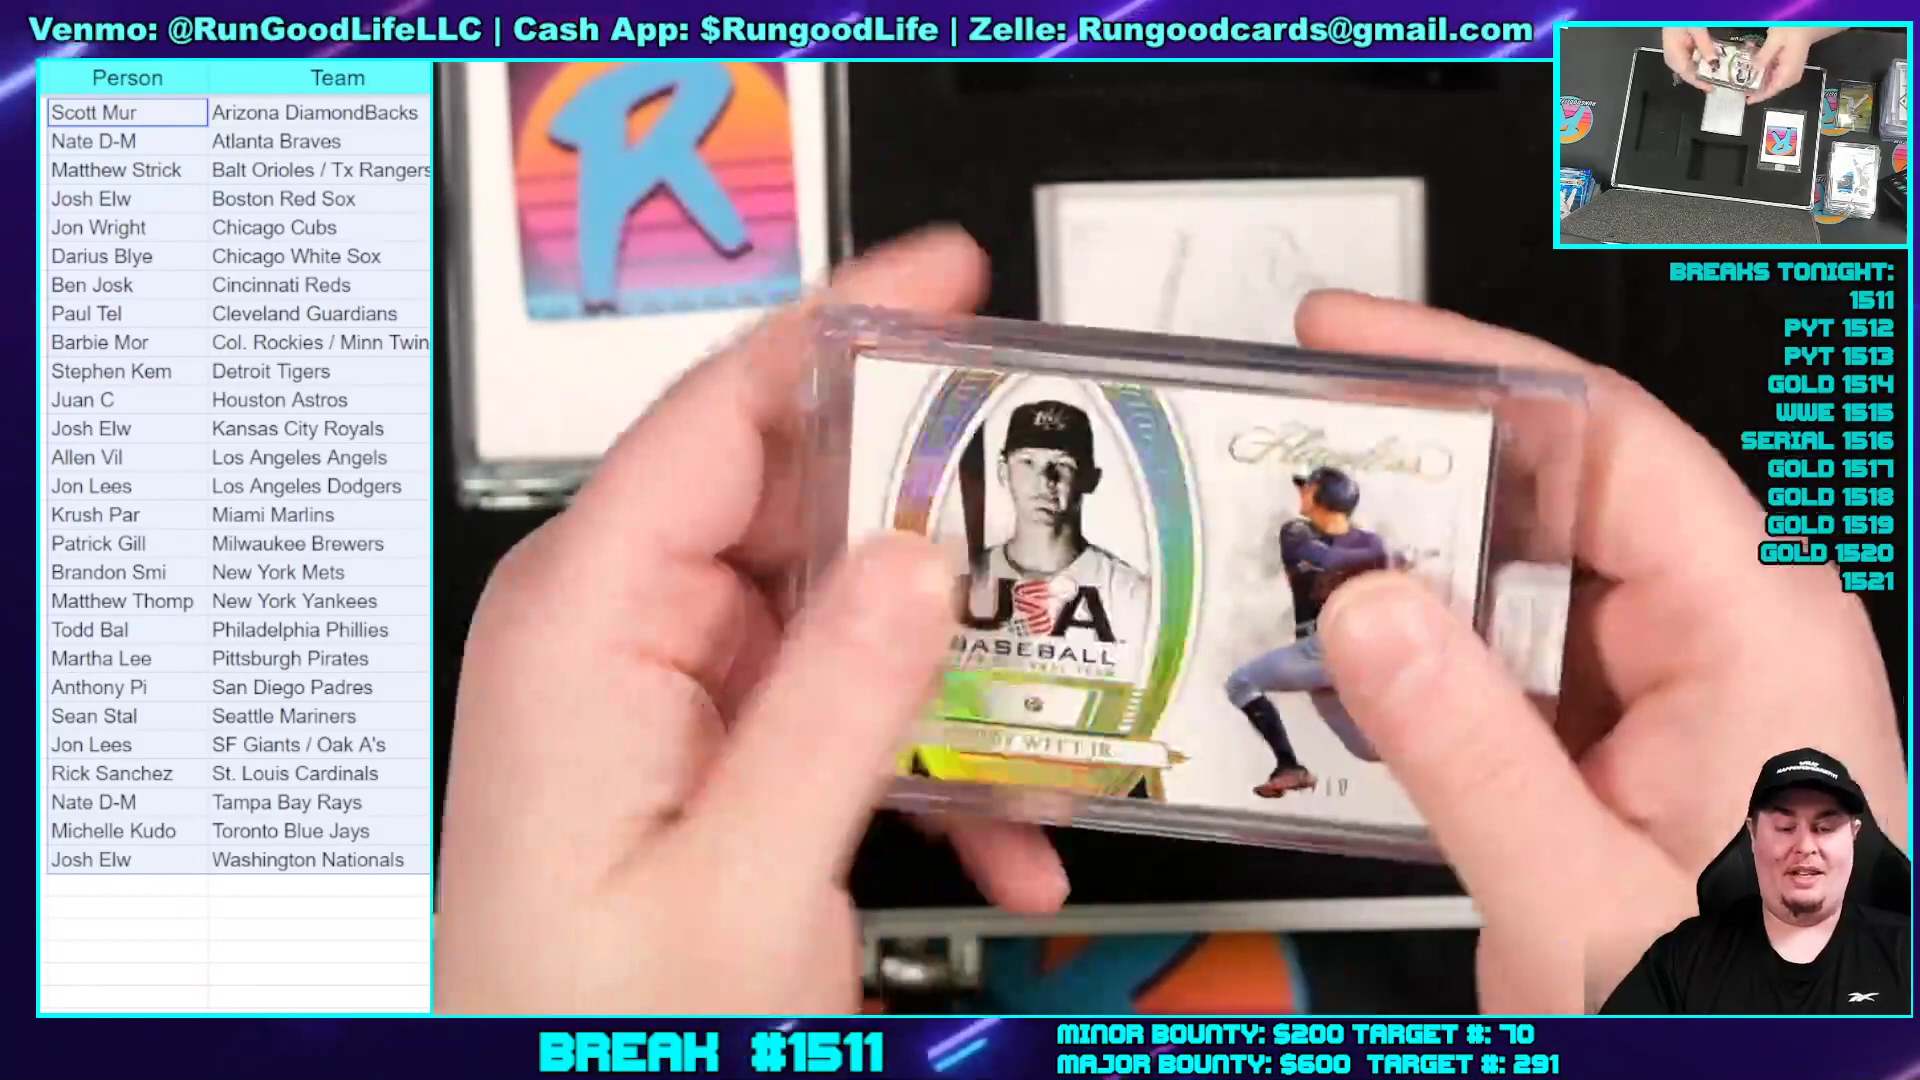 Venmo: @RunGoodLifeLLC | Cash App: $RungoodLife | Zelle: Rungoodcards@gmail.com
Person Team
Scott Mur Arizona DiamondBacks
Nate D-M Atlanta Braves
Matthew Strick Balt Orioles / Tx Rangers
Josh Elw Boston Red Sox
Jon Wright Chicago Cubs
Darius Blye Chicago White Sox
Ben Josk Cincinnati Reds
Paul Tel Cleveland Guardians
Barbie Mor Col. Rockies / Minn Twin
Stephen Kem Detroit Tigers
Juan C Houston Astros
Josh Elw Kansas City Royals
Allen Vil Los Angeles Angels
Jon Lees Los Angeles Dodgers
Krush Par Miami Marlins
Patrick Gill Milwaukee Brewers
Brandon Smi New York Mets
Matthew Thomp New York Yankees
Todd Bal Philadelphia Phillies
Martha Lee Pittsburgh Pirates
Anthony Pi San Diego Padres
Sean Stal Seattle Mariners
Jon Lees SF Giants / Oak A's
Rick Sanchez St. Louis Cardinals
Nate D-M Tampa Bay Rays
Michelle Kudo Toronto Blue Jays
Josh Elw Washington Nationals
R
Flawless
USA
BASEBALL
WITT JR.
BREAKS TONIGHT:
1511
PYT 1512
PYT 1513
GOLD 1514
WWE 1515
SERIAL 1516
GOLD 1517
GOLD 1518
GOLD 1519
GOLD 1520
1521
BREAK #1511
MINOR BOUNTY: $200 TARGET #: 70
MAJOR BOUNTY: $600 TARGET #: 291